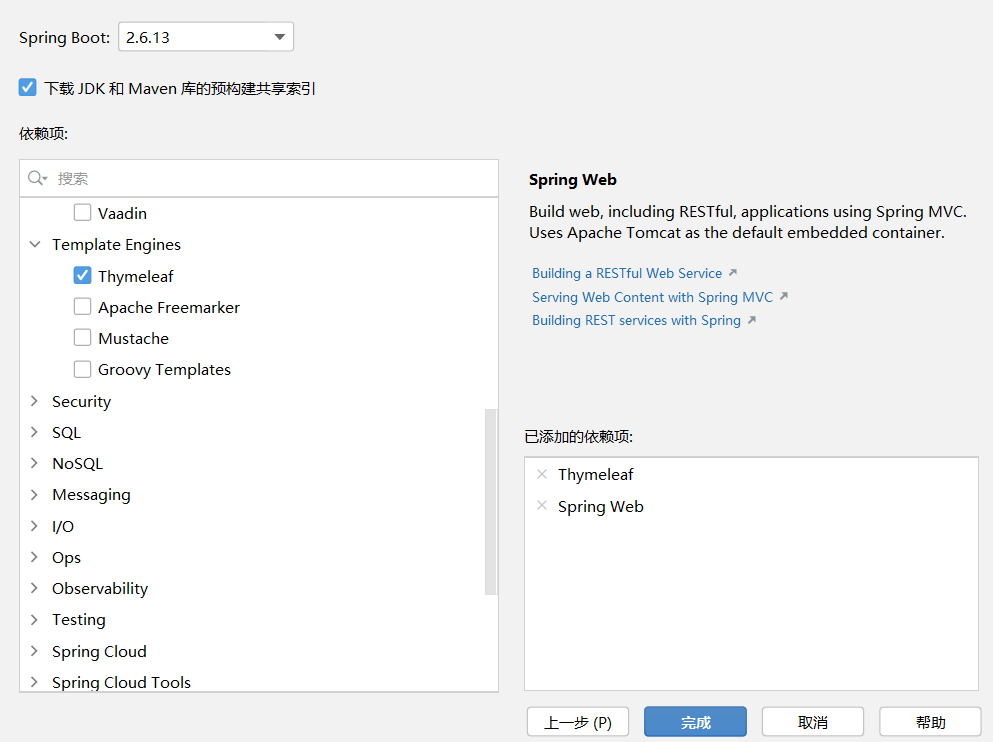 Spring Boot: 2.6.13
下载 JDK 和 Maven 库的预构建共享索引
依赖项:
搜索
Vaadin
Template Engines
Thymeleaf
Apache Freemarker
Mustache
Groovy Templates
Security
SQL
NoSQL
Messaging
I/O
Ops
Observability
Testing
Spring Cloud
Spring Cloud Tools
Spring Web
Build web, including RESTful, applications using Spring MVC.
Uses Apache Tomcat as the default embedded container.
Building a RESTful Web Service
Serving Web Content with Spring MVC
Building REST services with Spring
已添加的依赖项:
Thymeleaf
Spring Web
上一步 (P) 完成 取消 帮助